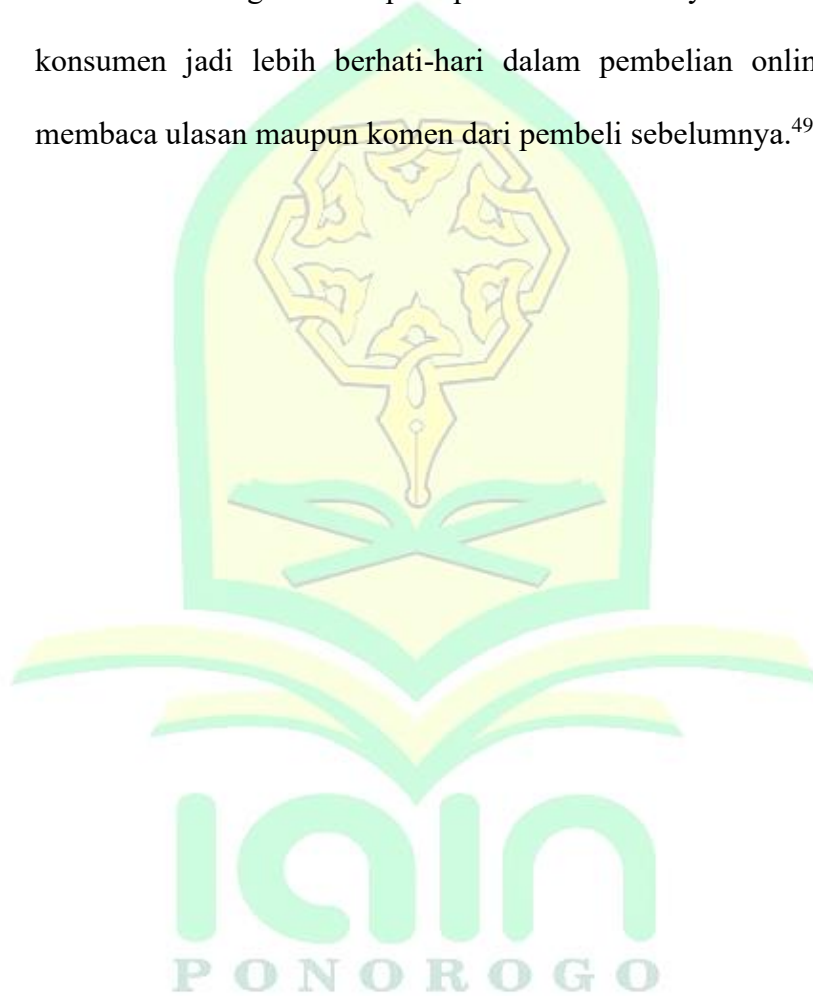 konsumen jadi lebih berhati-hari dalam pembelian onlin
membaca ulasan maupun komen dari pembeli sebelumnya.49
iain
PONOROGO